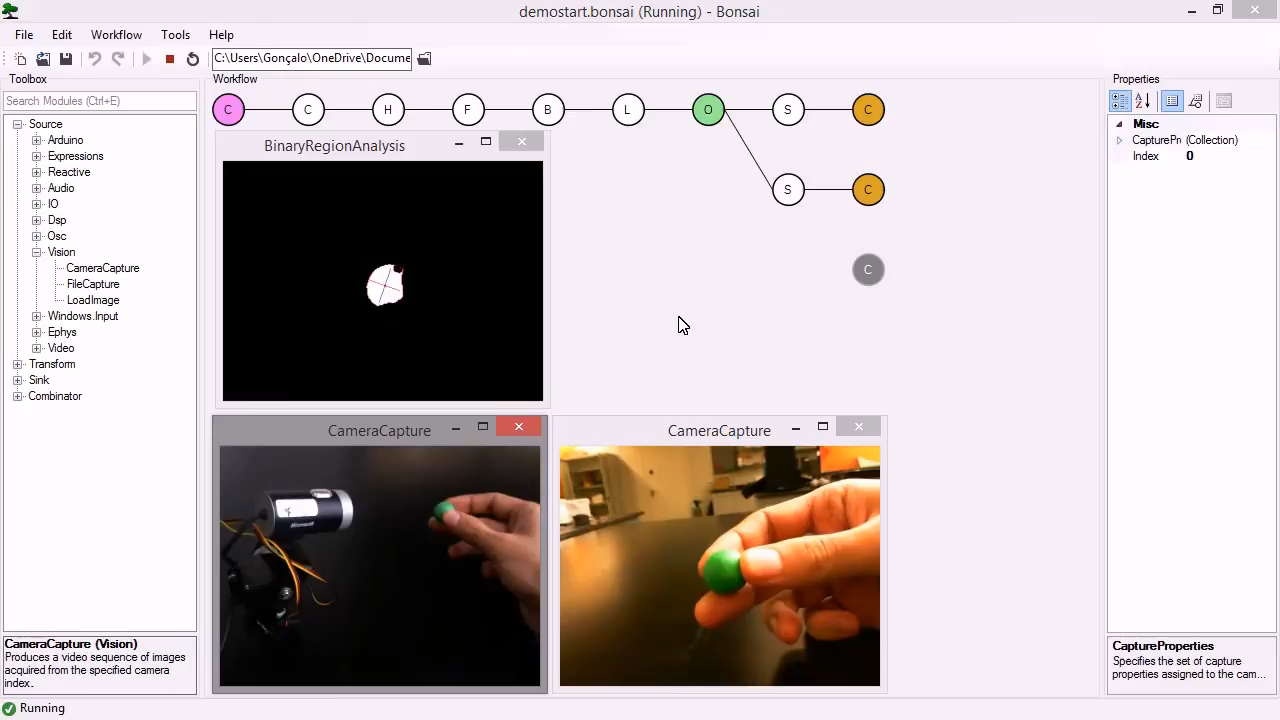 demostart.bonsai (Running) - Bonsai
File Edit Workflow Tools Help
C:\Users\Gonçalo\OneDrive\Docume
Toolbox
Workflow
Properties
Search Modules (Ctrl+E)
Source
Arduino
Expressions
Reactive
Audio
IO
Dsp
Osc
Vision
CameraCapture
FileCapture
LoadImage
Windows.Input
Ephys
Video
Transform
Sink
Combinator
CameraCapture (Vision)
Produces a video sequence of images
acquired from the specified camera
index.
C C H F B L O S C
S C
C
BinaryRegionAnalysis
CameraCapture
CameraCapture
Misc
CapturePn (Collection)
Index 0
CaptureProperties
Specifies the set of capture
properties assigned to the cam...
Running